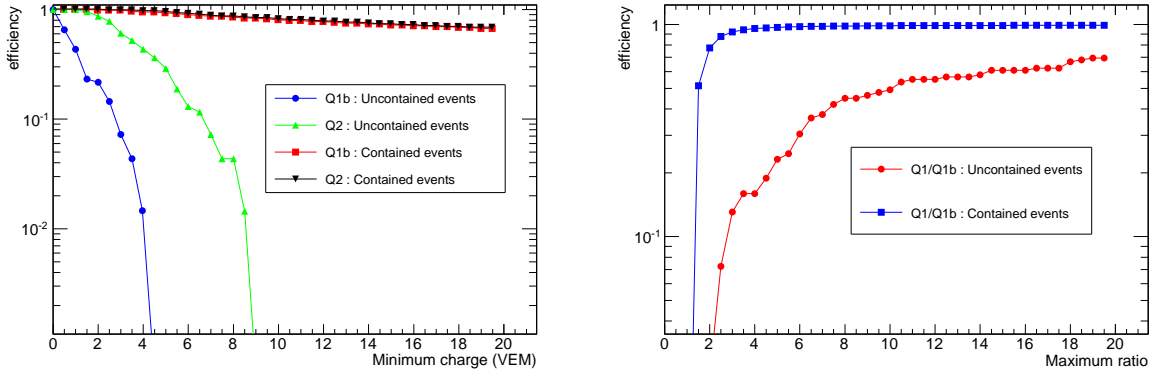 efficiency
1
10-1
10-2
Q1b : Uncontained events
Q2 : Uncontained events
Q1b : Contained events
Q2 : Contained events
0 2 4 6 8 10 12 14 16 18 20
Minimum charge (VEM)
efficiency
1
10-1
Q1/Q1b : Uncontained events
Q1/Q1b : Contained events
0 2 4 6 8 10 12 14 16 18 20
Maximum ratio